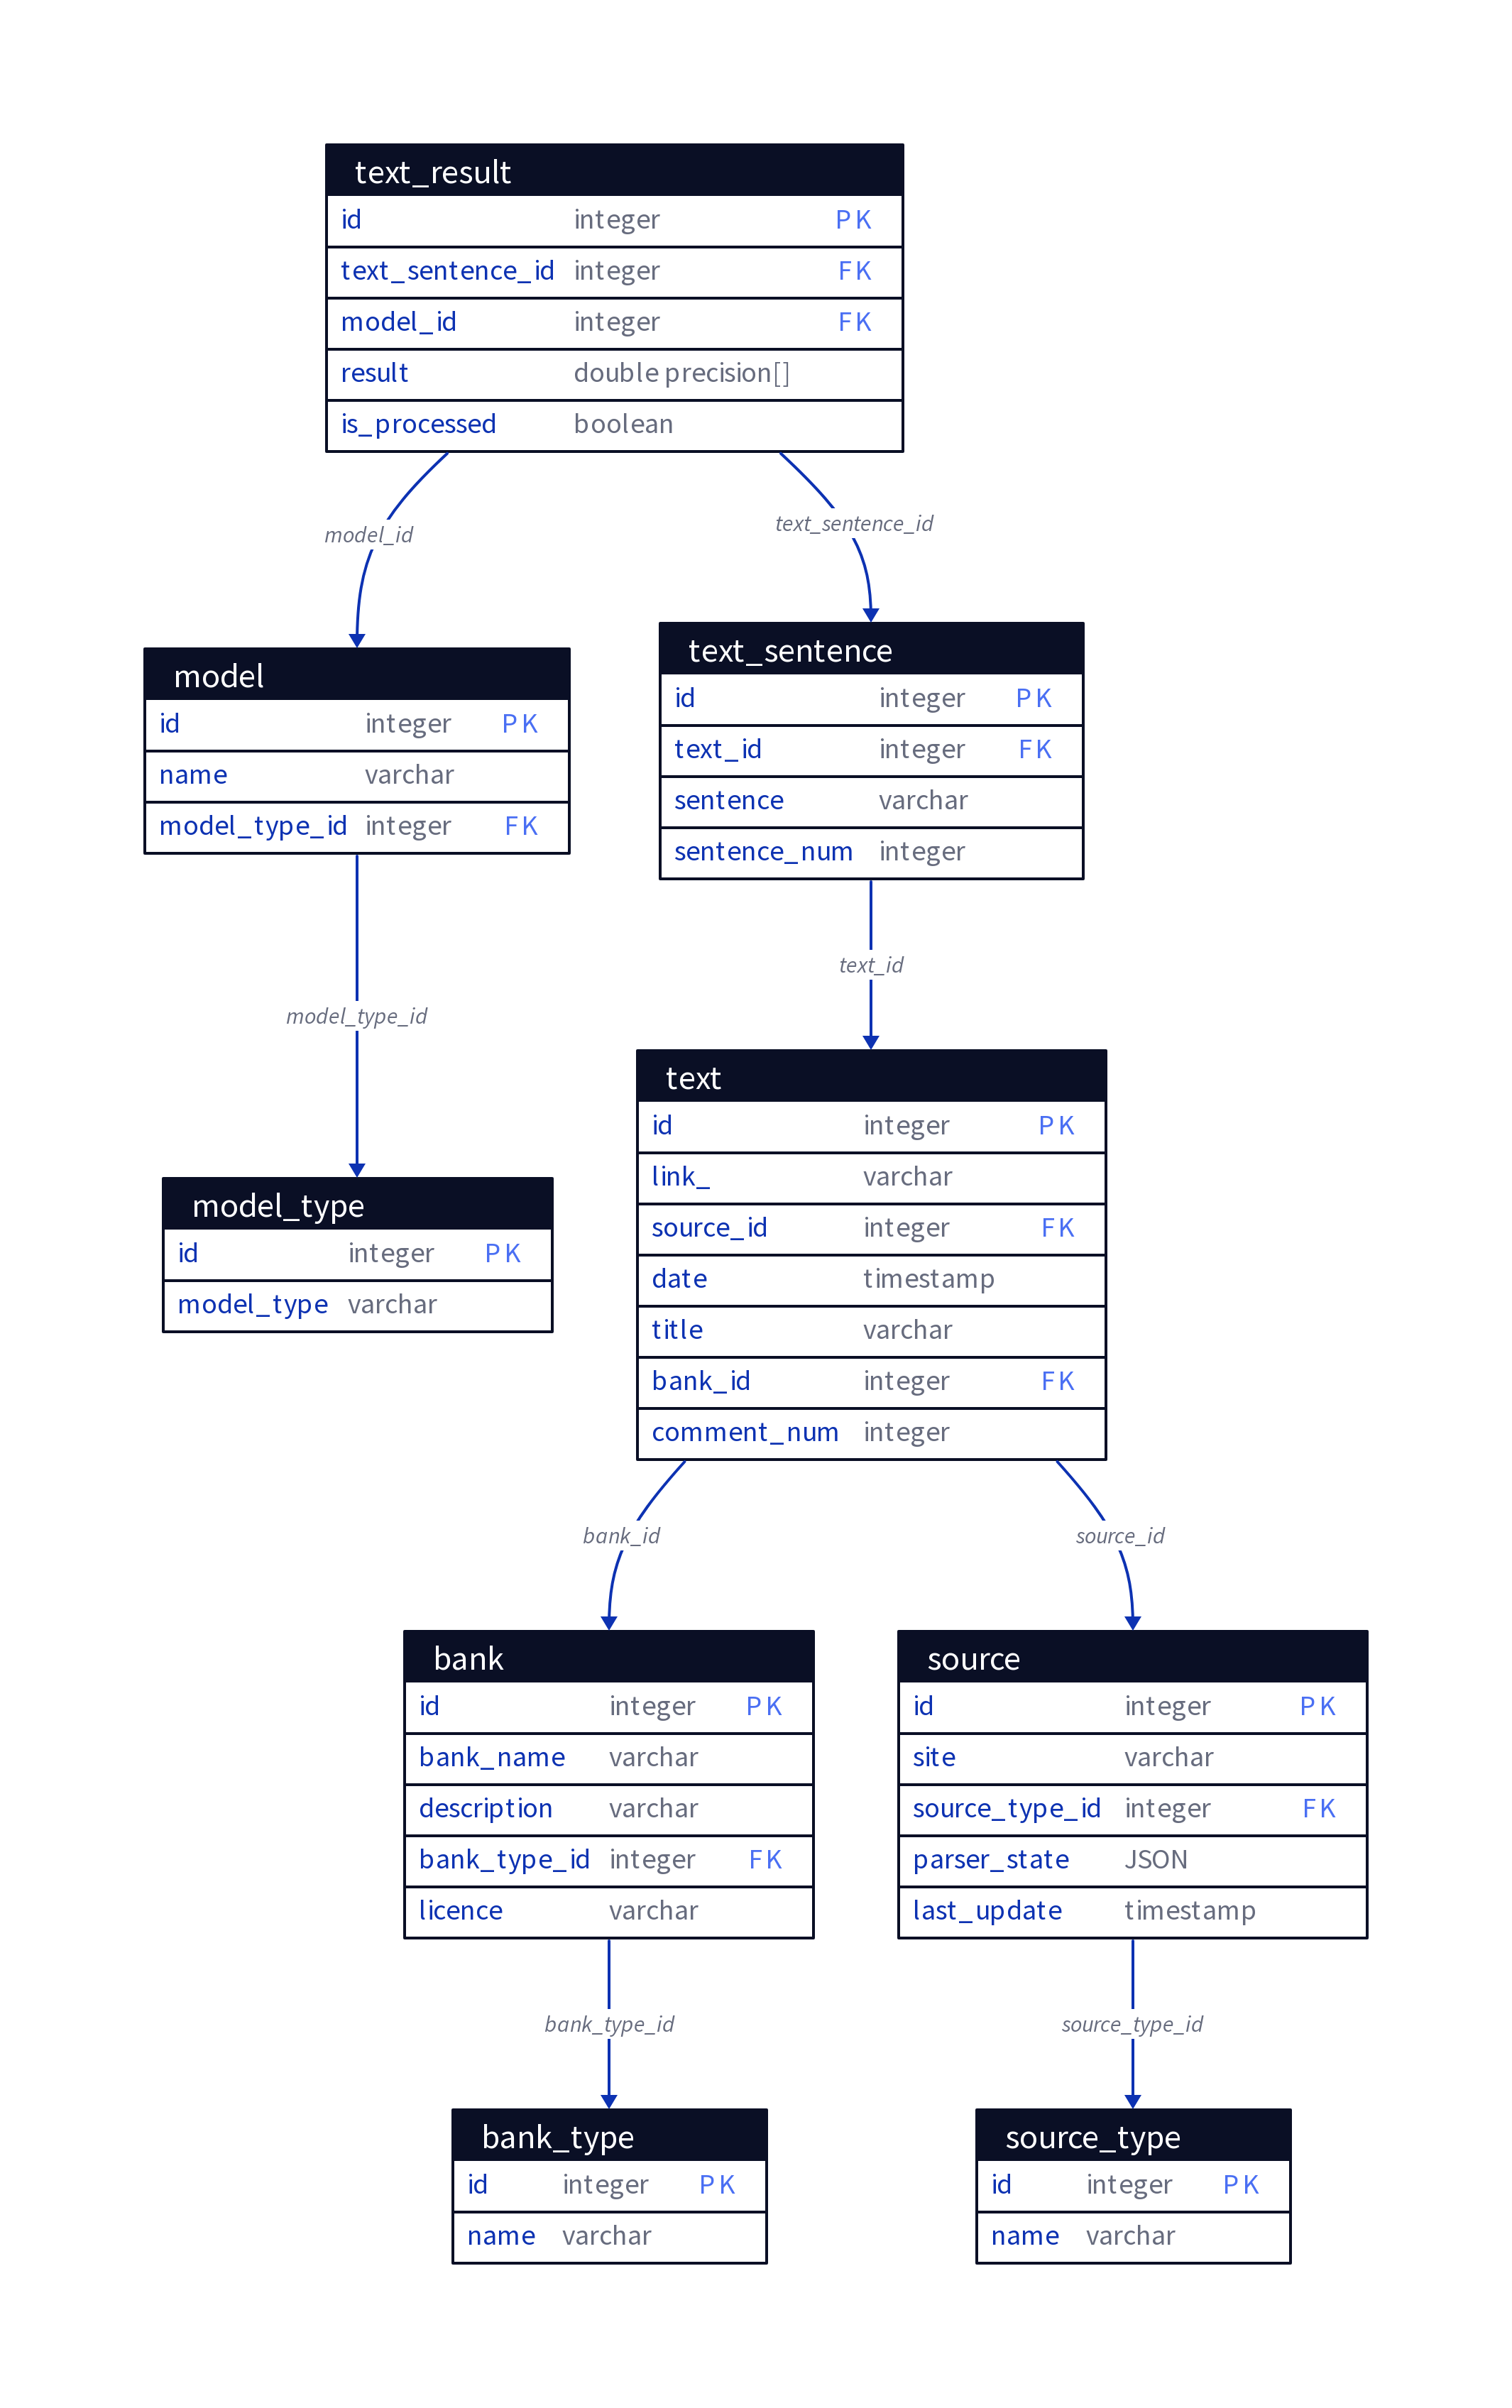 text_result
id integer PK
text_sentence_id integer FK
model_id integer FK
result double precision[]
is_processed boolean
model_id
text_sentence_id
model
id integer PK
name varchar
model_type_id integer FK
text_sentence
id integer PK
text_id integer FK
sentence varchar
sentence_num integer
text_id
model_type_id
text
id integer PK
link_ varchar
source_id integer FK
date timestamp
title varchar
bank_id integer FK
comment_num integer
model_type
id integer PK
model_type varchar
bank_id
source_id
bank
id integer PK
bank_name varchar
description varchar
bank_type_id integer FK
licence varchar
source
id integer PK
site varchar
source_type_id integer FK
parser_state JSON
last_update timestamp
bank_type_id
source_type_id
bank_type
id integer PK
name varchar
source_type
id integer PK
name varchar